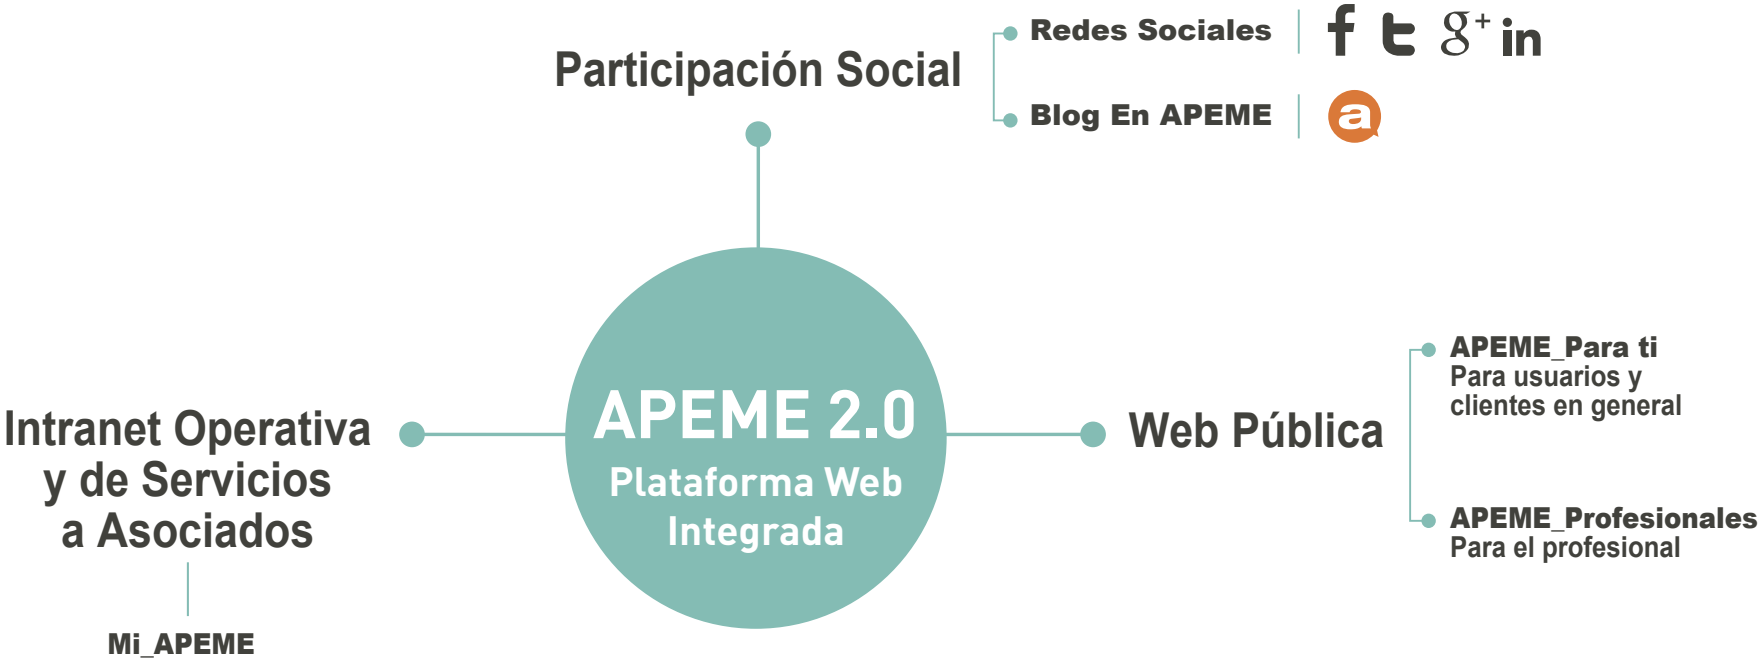 Participación Social
Redes Sociales
f t g+ in
Blog En APEME
a
APEME 2.0
Plataforma Web
Integrada
Intranet Operativa
y de Servicios
a Asociados
Mi_APEME
Web Pública
APEME_Para ti
Para usuarios y
clientes en general
APEME_Profesionales
Para el profesional